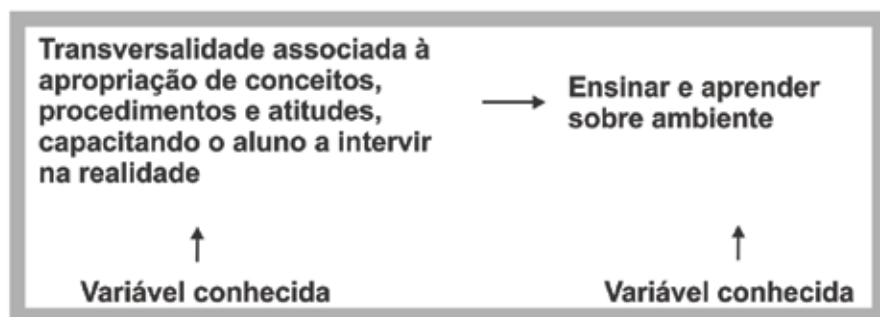 Transversalidade associada à
apropriação de conceitos,
procedimentos e atitudes,
capacitando o aluno a intervir
na realidade
Ensinar e aprender
sobre ambiente
Variável conhecida
Variável conhecida